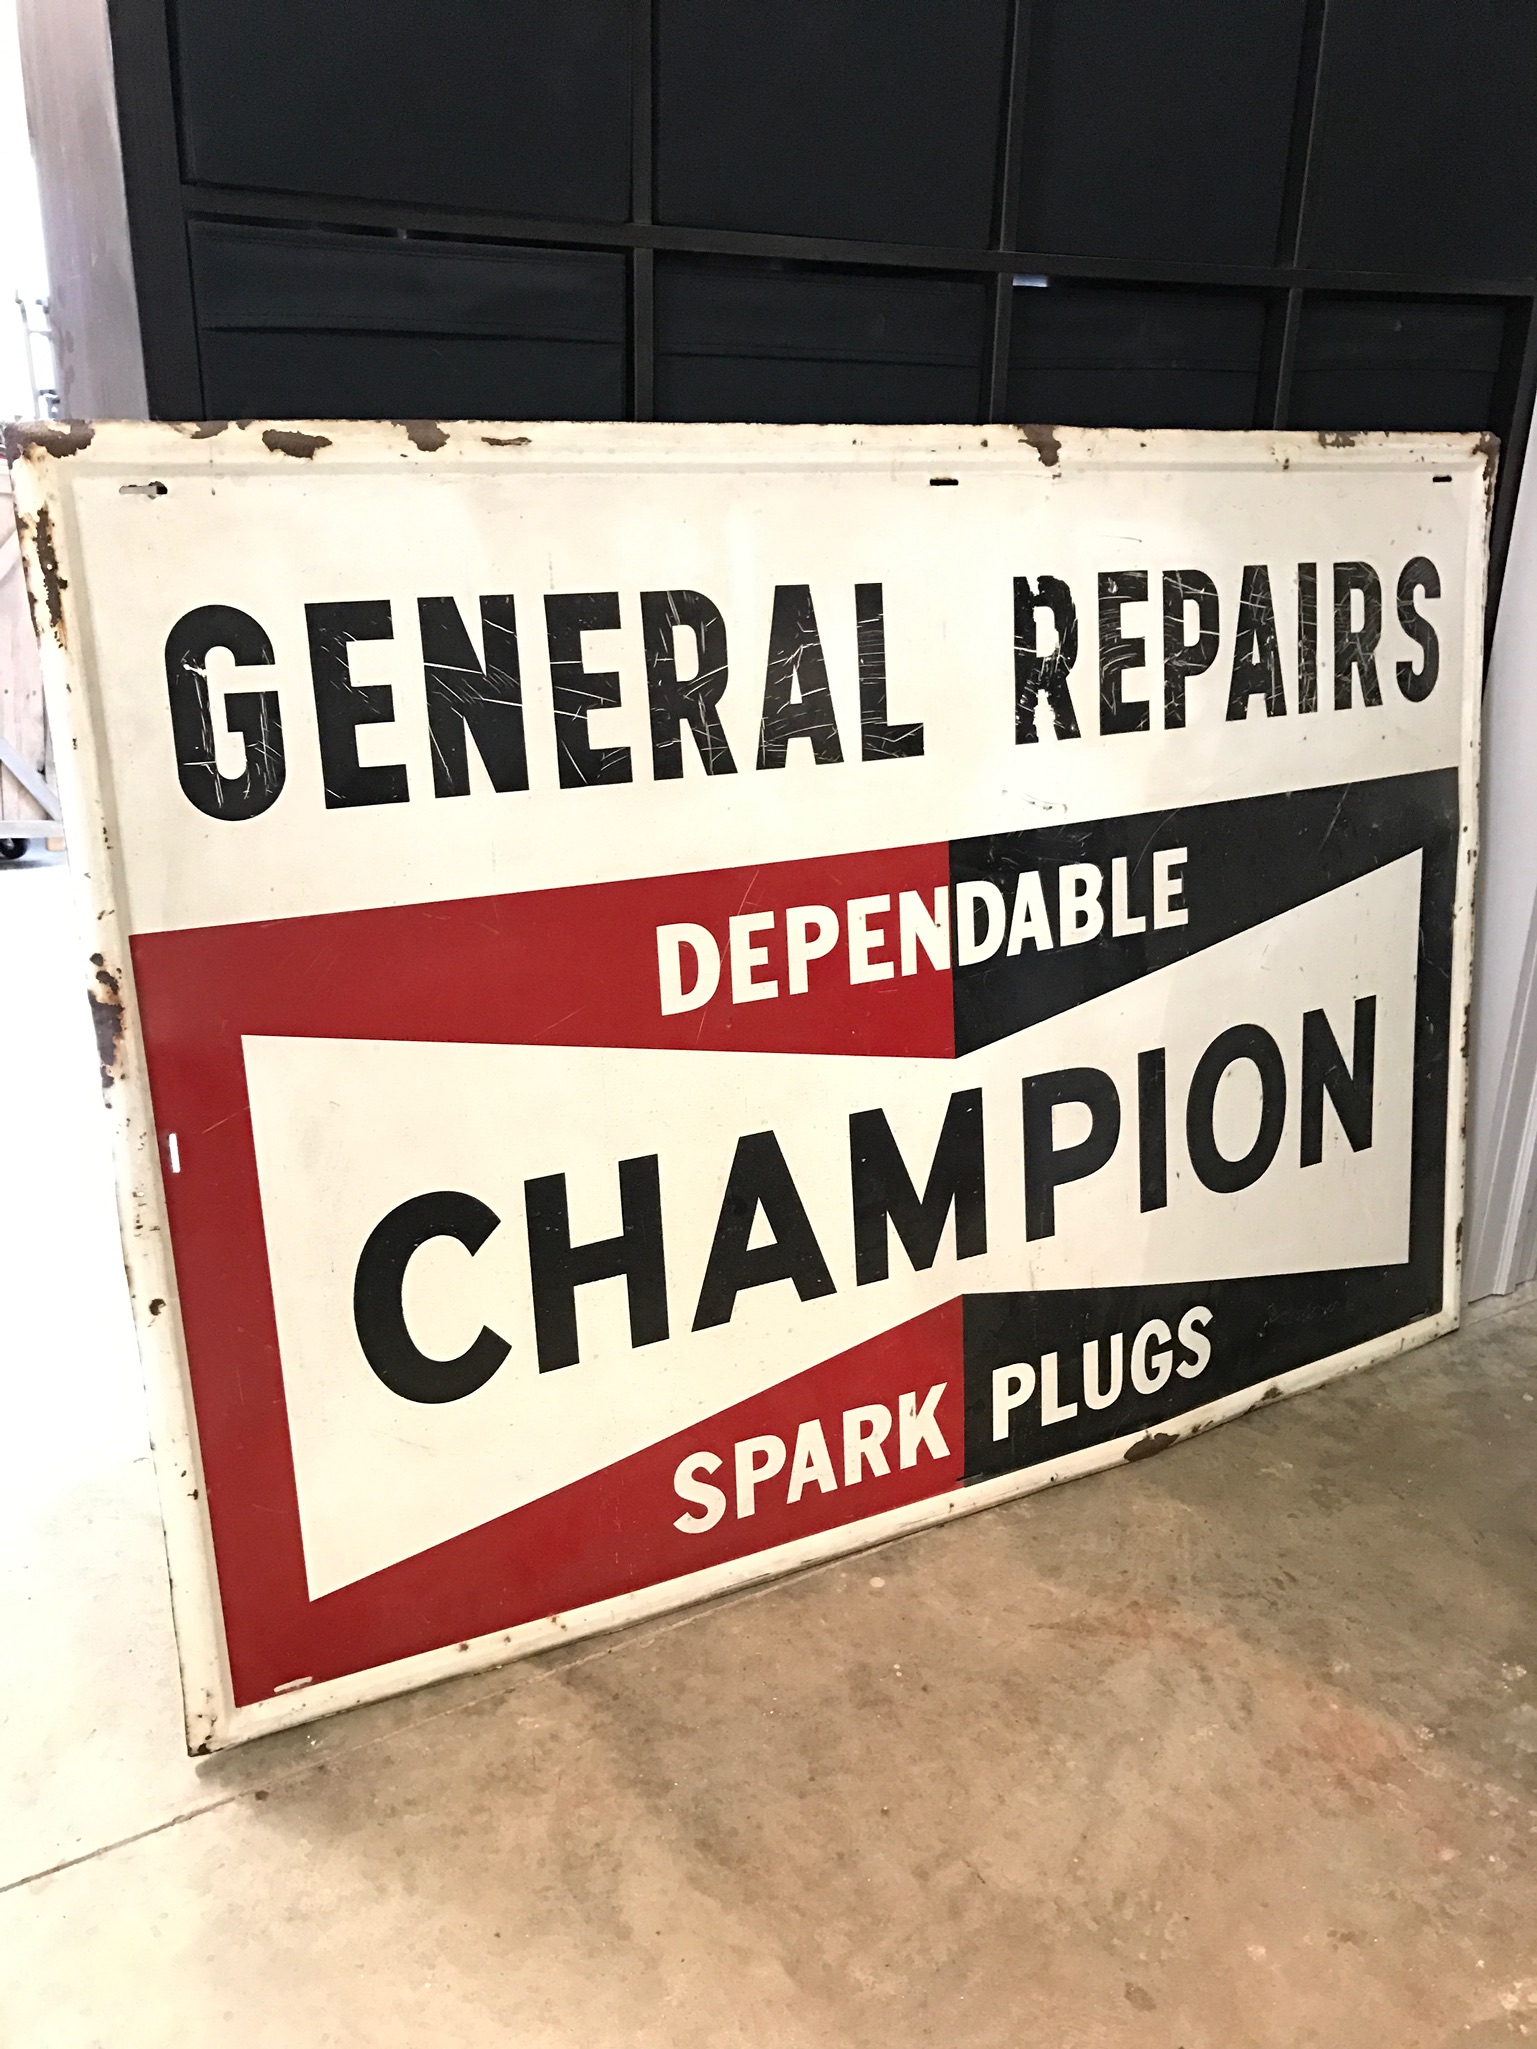 GENERAL REPAIRS
DEPENDABLE
CHAMPION
SPARK PLUGS